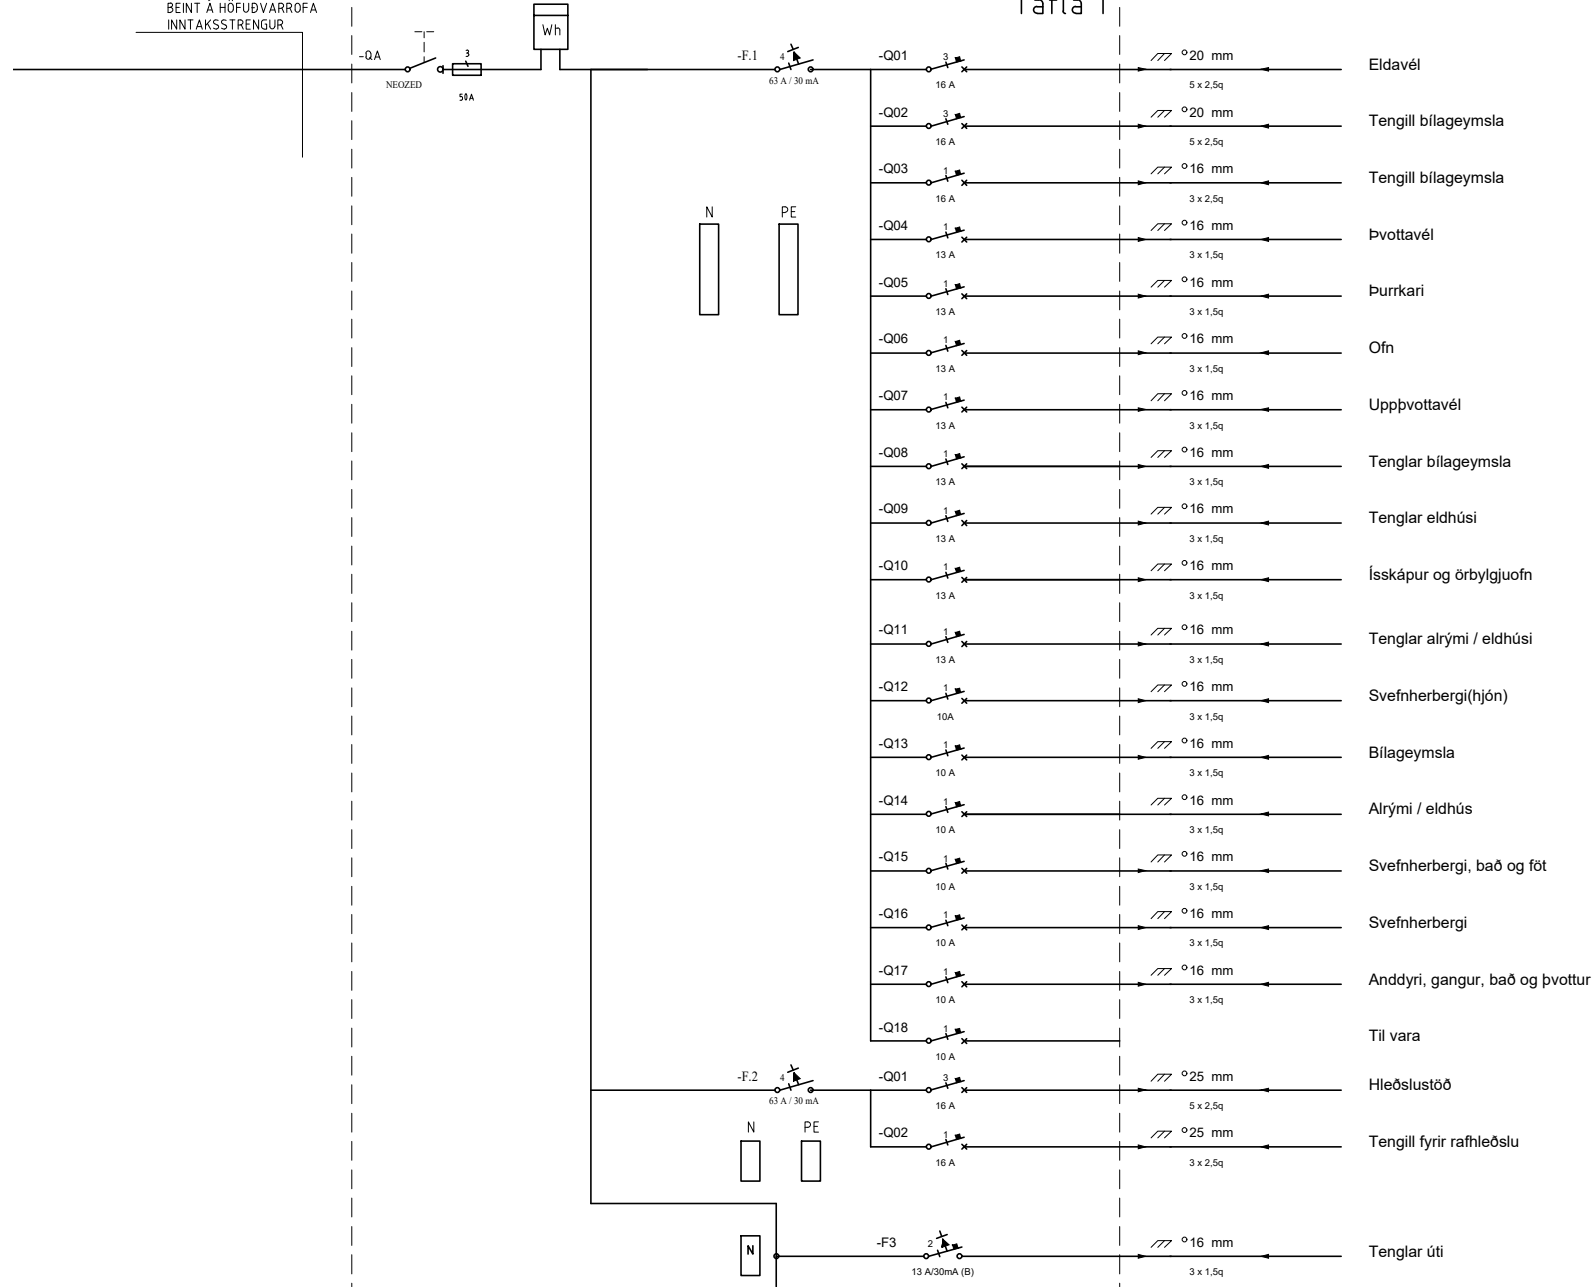 BEINT Á HÖFUÐVARROFA
INNTAKSSTRENGUR
Tafla 1
-QA
NEOZED
3
50A
Wh
-F.1
4
63 A / 30 mA
N
PE
-Q01 3 16 A °20 mm 5 x 2,5q Eldavél
-Q02 3 16 A °20 mm 5 x 2,5q Tengill bílageymsla
-Q03 1 16 A °16 mm 3 x 2,5q Tengill bílageymsla
-Q04 1 13 A °16 mm 3 x 1,5q Þvottavél
-Q05 1 13 A °16 mm 3 x 1,5q Þurrkari
-Q06 1 13 A °16 mm 3 x 1,5q Ofn
-Q07 1 13 A °16 mm 3 x 1,5q Uppþvottavél
-Q08 1 13 A °16 mm 3 x 1,5q Tenglar bílageymsla
-Q09 1 13 A °16 mm 3 x 1,5q Tenglar eldhúsi
-Q10 1 13 A °16 mm 3 x 1,5q Ísskápur og örbylgjuofn
-Q11 1 13 A °16 mm 3 x 1,5q Tenglar alrými / eldhúsi
-Q12 1 10A °16 mm 3 x 1,5q Svefnherbergi(hjón)
-Q13 1 10 A °16 mm 3 x 1,5q Bílageymsla
-Q14 1 10 A °16 mm 3 x 1,5q Alrými / eldhús
-Q15 1 10 A °16 mm 3 x 1,5q Svefnherbergi, bað og föt
-Q16 1 10 A °16 mm 3 x 1,5q Svefnherbergi
-Q17 1 10 A °16 mm 3 x 1,5q Anddyri, gangur, bað og þvottur
-Q18 1 10 A Til vara
-F.2
4
63 A / 30 mA
N
PE
-Q01 3 16 A °25 mm 5 x 2,5q Hleðslustöð
-Q02 1 16 A °25 mm 3 x 2,5q Tengill fyrir rafhleðslu
N
-F3 2 13 A/30mA (B) °16 mm 3 x 1,5q Tenglar úti